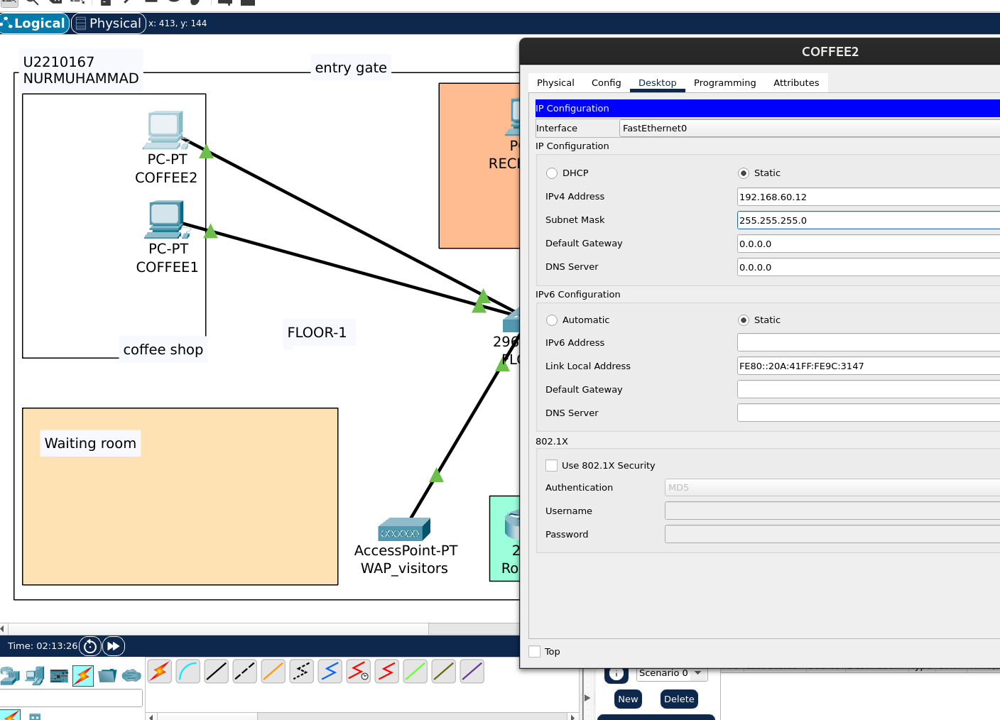 Logical
Physical
x: 413, y: 144
U2210167
NURMUHAMMAD
entry gate
PC-PT
COFFEE2
PC-PT
COFFEE1
coffee shop
FLOOR-1
Waiting room
AccessPoint-PT
WAP_visitors
RECE
296
FLO
2
Ro
COFFEE2
Physical
Config
Desktop
Programming
Attributes
IP Configuration
Interface
FastEthernet0
IP Configuration
DHCP
Static
IPv4 Address
192.168.60.12
Subnet Mask
255.255.255.0
Default Gateway
0.0.0.0
DNS Server
0.0.0.0
IPv6 Configuration
Automatic
Static
IPv6 Address
Link Local Address
FE80::20A:41FF:FE9C:3147
Default Gateway
DNS Server
802.1X
Use 802.1X Security
Authentication
MD5
Username
Password
Top
Time: 02:13:26
Scenario 0
New
Delete